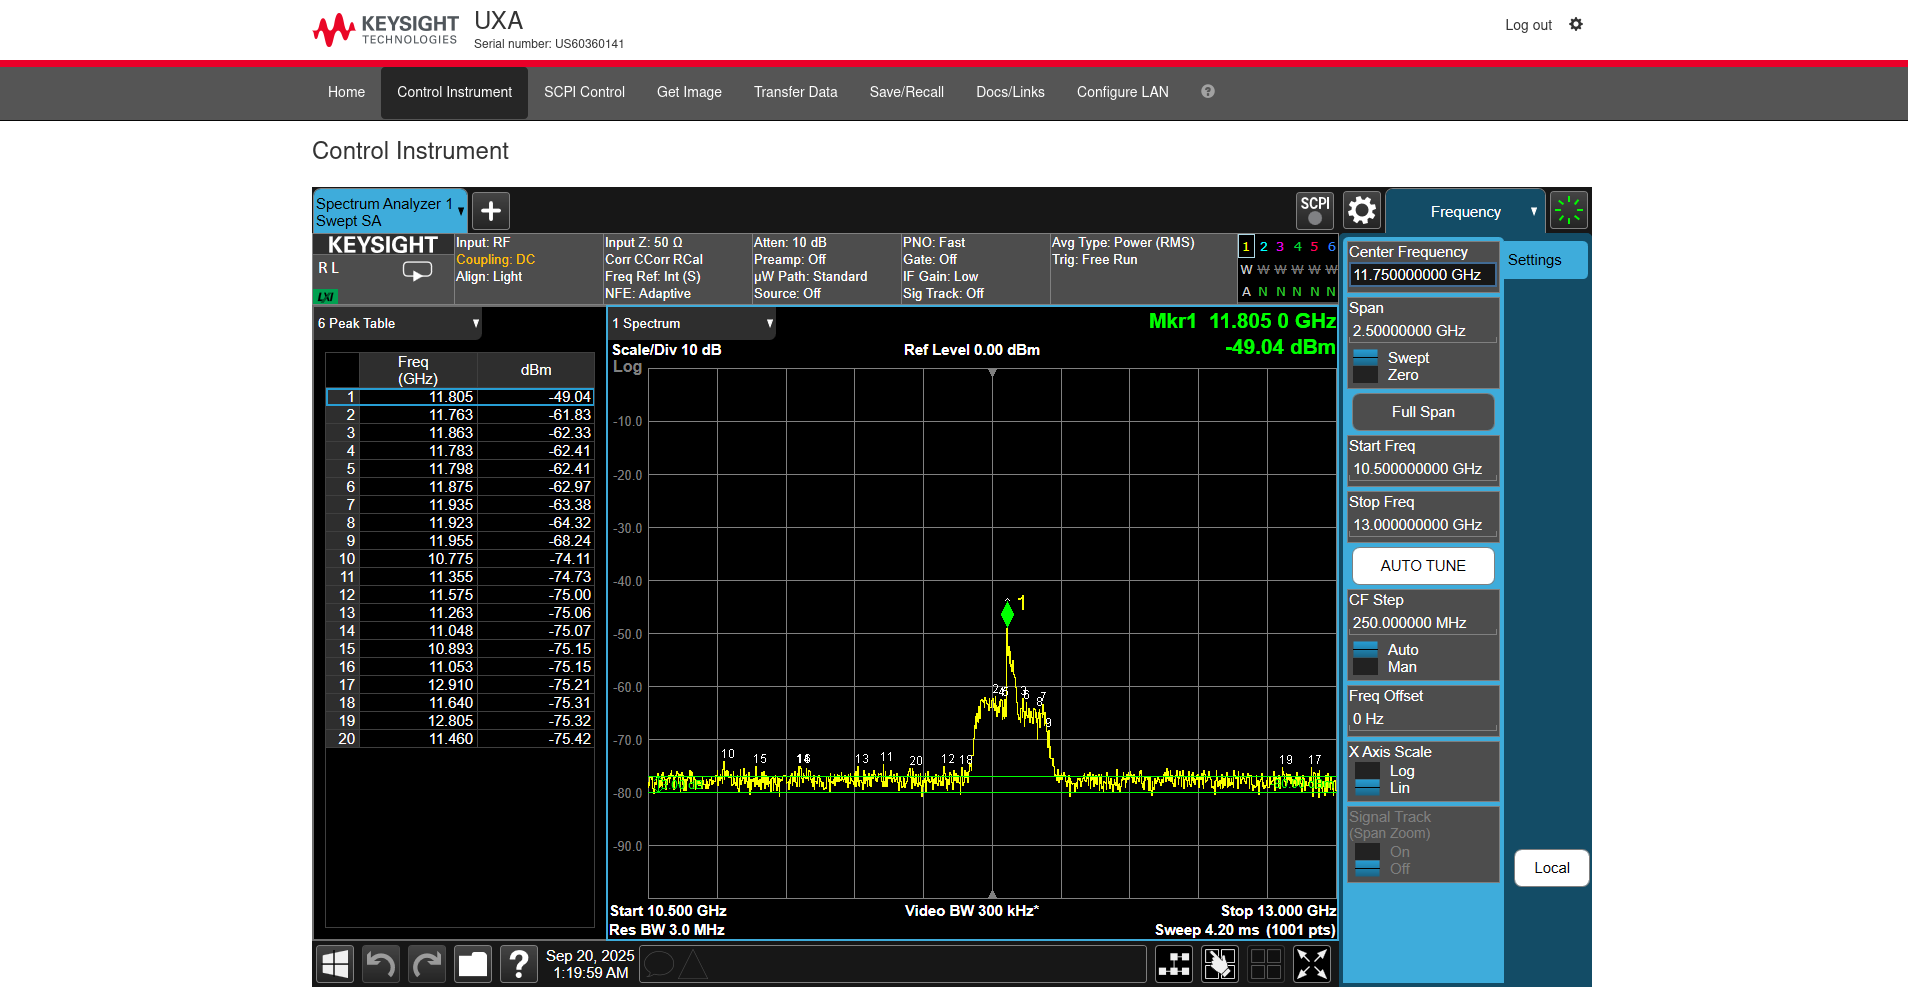 KEYSIGHT
TECHNOLOGIES
UXA
Serial number: US60360141
Log out
Home
Control Instrument
SCPI Control
Get Image
Transfer Data
Save/Recall
Docs/Links
Configure LAN
?
Control Instrument
Spectrum Analyzer 1
Swept SA
SCPI
Frequency
KEYSIGHT
R L
LXI
Input: RF
Coupling: DC
Align: Light
Input Z: 50 Ω
Corr CCorr RCal
Freq Ref: Int (S)
NFE: Adaptive
Atten: 10 dB
Preamp: Off
µW Path: Standard
Source: Off
PNO: Fast
Gate: Off
IF Gain: Low
Sig Track: Off
Avg Type: Power (RMS)
Trig: Free Run
1 2 3 4 5 6
W W W W W W
A N N N N N
6 Peak Table
Freq (GHz) dBm
1 11.805 -49.04
2 11.763 -61.83
3 11.863 -62.33
4 11.783 -62.41
5 11.798 -62.41
6 11.875 -62.97
7 11.935 -63.38
8 11.923 -64.32
9 11.955 -68.24
10 10.775 -74.11
11 11.355 -74.73
12 11.575 -75.00
13 11.263 -75.06
14 11.048 -75.07
15 10.893 -75.15
16 11.053 -75.15
17 12.910 -75.21
18 11.640 -75.31
19 12.805 -75.32
20 11.460 -75.42
1 Spectrum
Mkr1 11.805 0 GHz
-49.04 dBm
Scale/Div 10 dB
Ref Level 0.00 dBm
Log
-10.0
-20.0
-30.0
-40.0
-50.0
-60.0
-70.0
-80.0
-90.0
1
10 15 13 11 20 12 18 19 17
7
8
9
Start 10.500 GHz
Video BW 300 kHz*
Stop 13.000 GHz
Res BW 3.0 MHz
Sweep 4.20 ms (1001 pts)
Center Frequency
11.750000000 GHz
Settings
Span
2.50000000 GHz
Swept
Zero
Full Span
Start Freq
10.500000000 GHz
Stop Freq
13.000000000 GHz
AUTO TUNE
CF Step
250.000000 MHz
Auto
Man
Freq Offset
0 Hz
X Axis Scale
Log
Lin
Signal Track
(Span Zoom)
On
Off
Local
?
Sep 20, 2025
1:19:59 AM